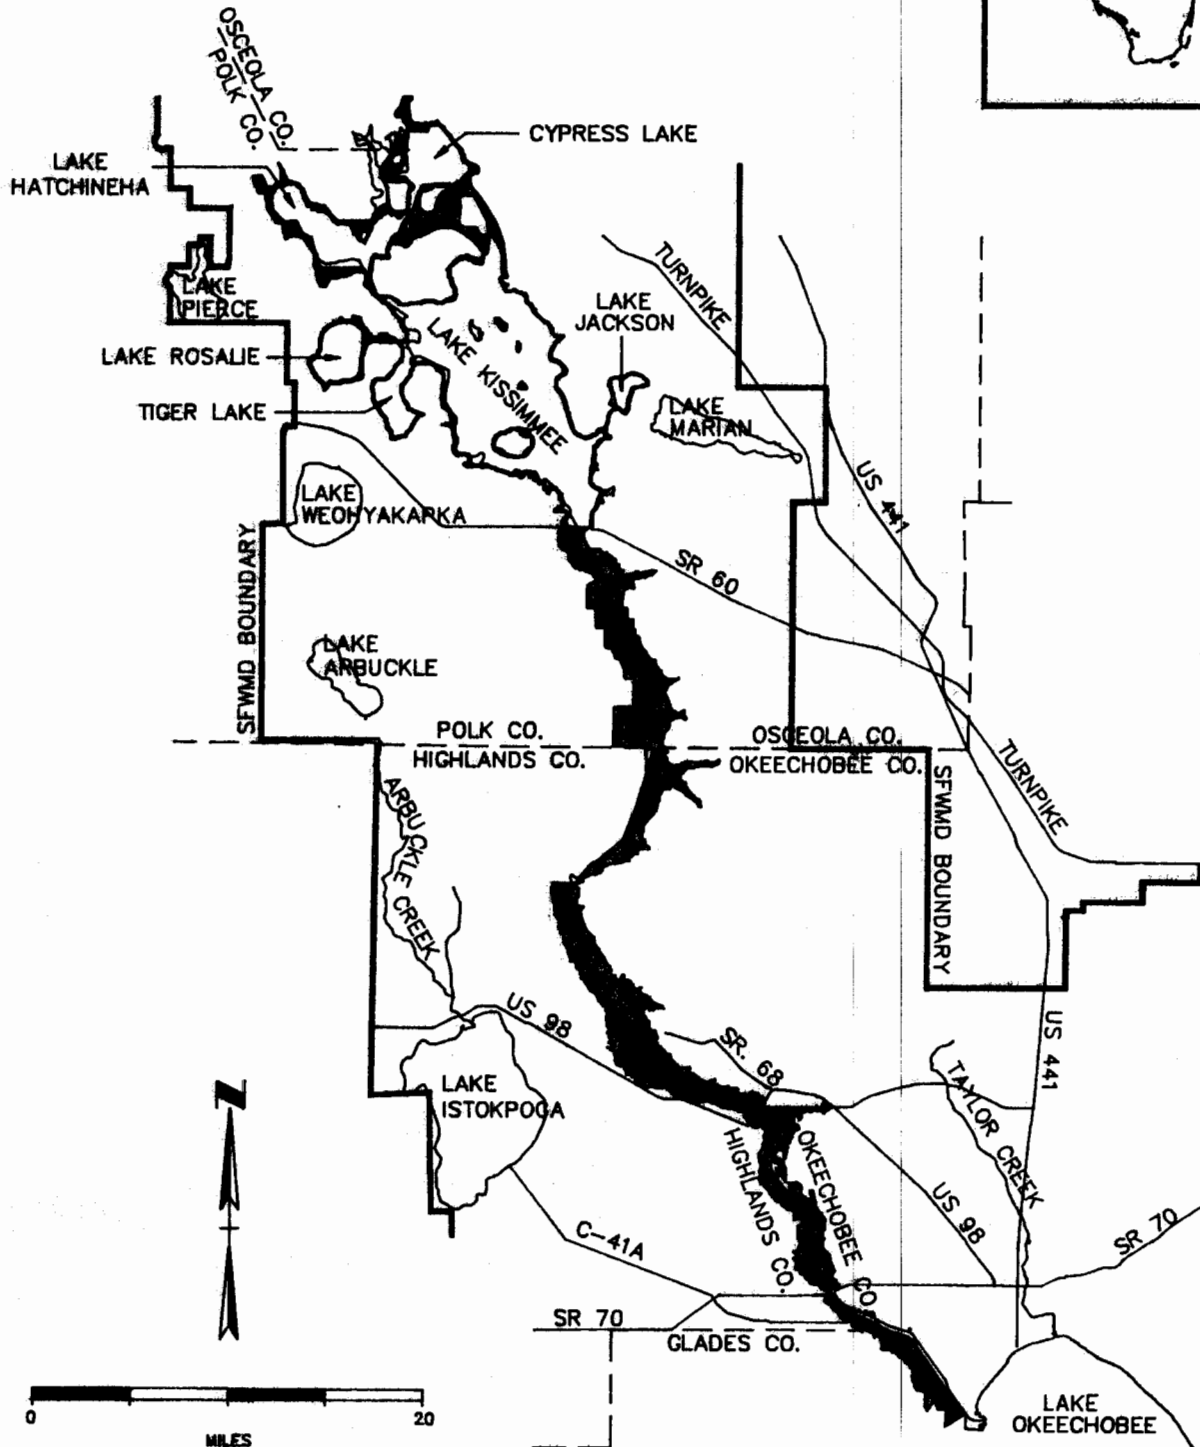 OSCEOLA CO.
POLK CO.
CYPRESS LAKE
LAKE
HATCHINEHA
TURNPIKE
LAKE
PIERCE
LAKE
JACKSON
LAKE ROSALIE
LAKE KISSIMMEE
TIGER LAKE
LAKE
MARIAN
LAKE
WEOHYAKAPKA
US 441
SR 60
SFWMD BOUNDARY
LAKE
ARBUCKLE
POLK CO.
HIGHLANDS CO.
OSCEOLA CO.
OKEECHOBEE CO.
TURNPIKE
SFWMD BOUNDARY
ARBUCKLE CREEK
US 98
SR. 68
US 441
TAYLOR CREEK
LAKE
ISTOKPOGA
N
HIGHLANDS CO.
OKEECHOBEE CO
US 98
SR 70
C-41A
SR 70
GLADES CO.
0
20
MILES
LAKE
OKEECHOBEE